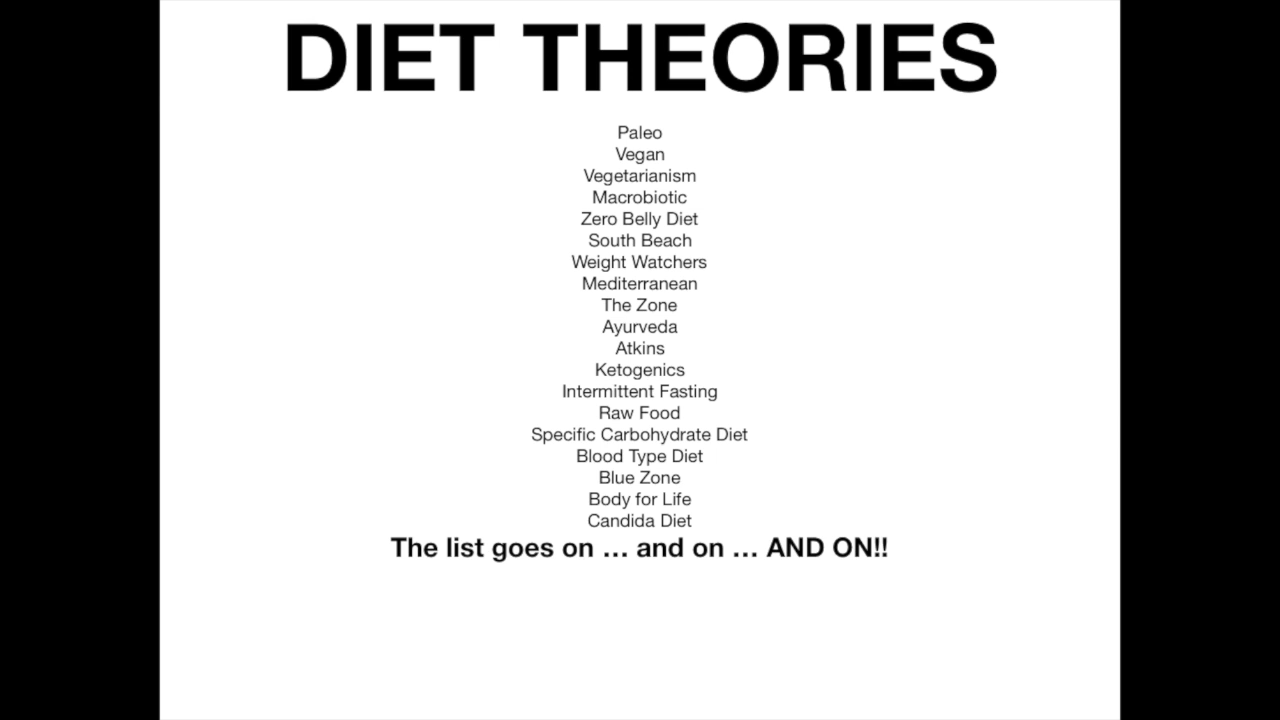 DIET THEORIES
Paleo
Vegan
Vegetarianism
Macrobiotic
Zero Belly Diet
South Beach
Weight Watchers
Mediterranean
The Zone
Ayurveda
Atkins
Ketogenics
Intermittent Fasting
Raw Food
Specific Carbohydrate Diet
Blood Type Diet
Blue Zone
Body for Life
Candida Diet
The list goes on … and on … AND ON!!